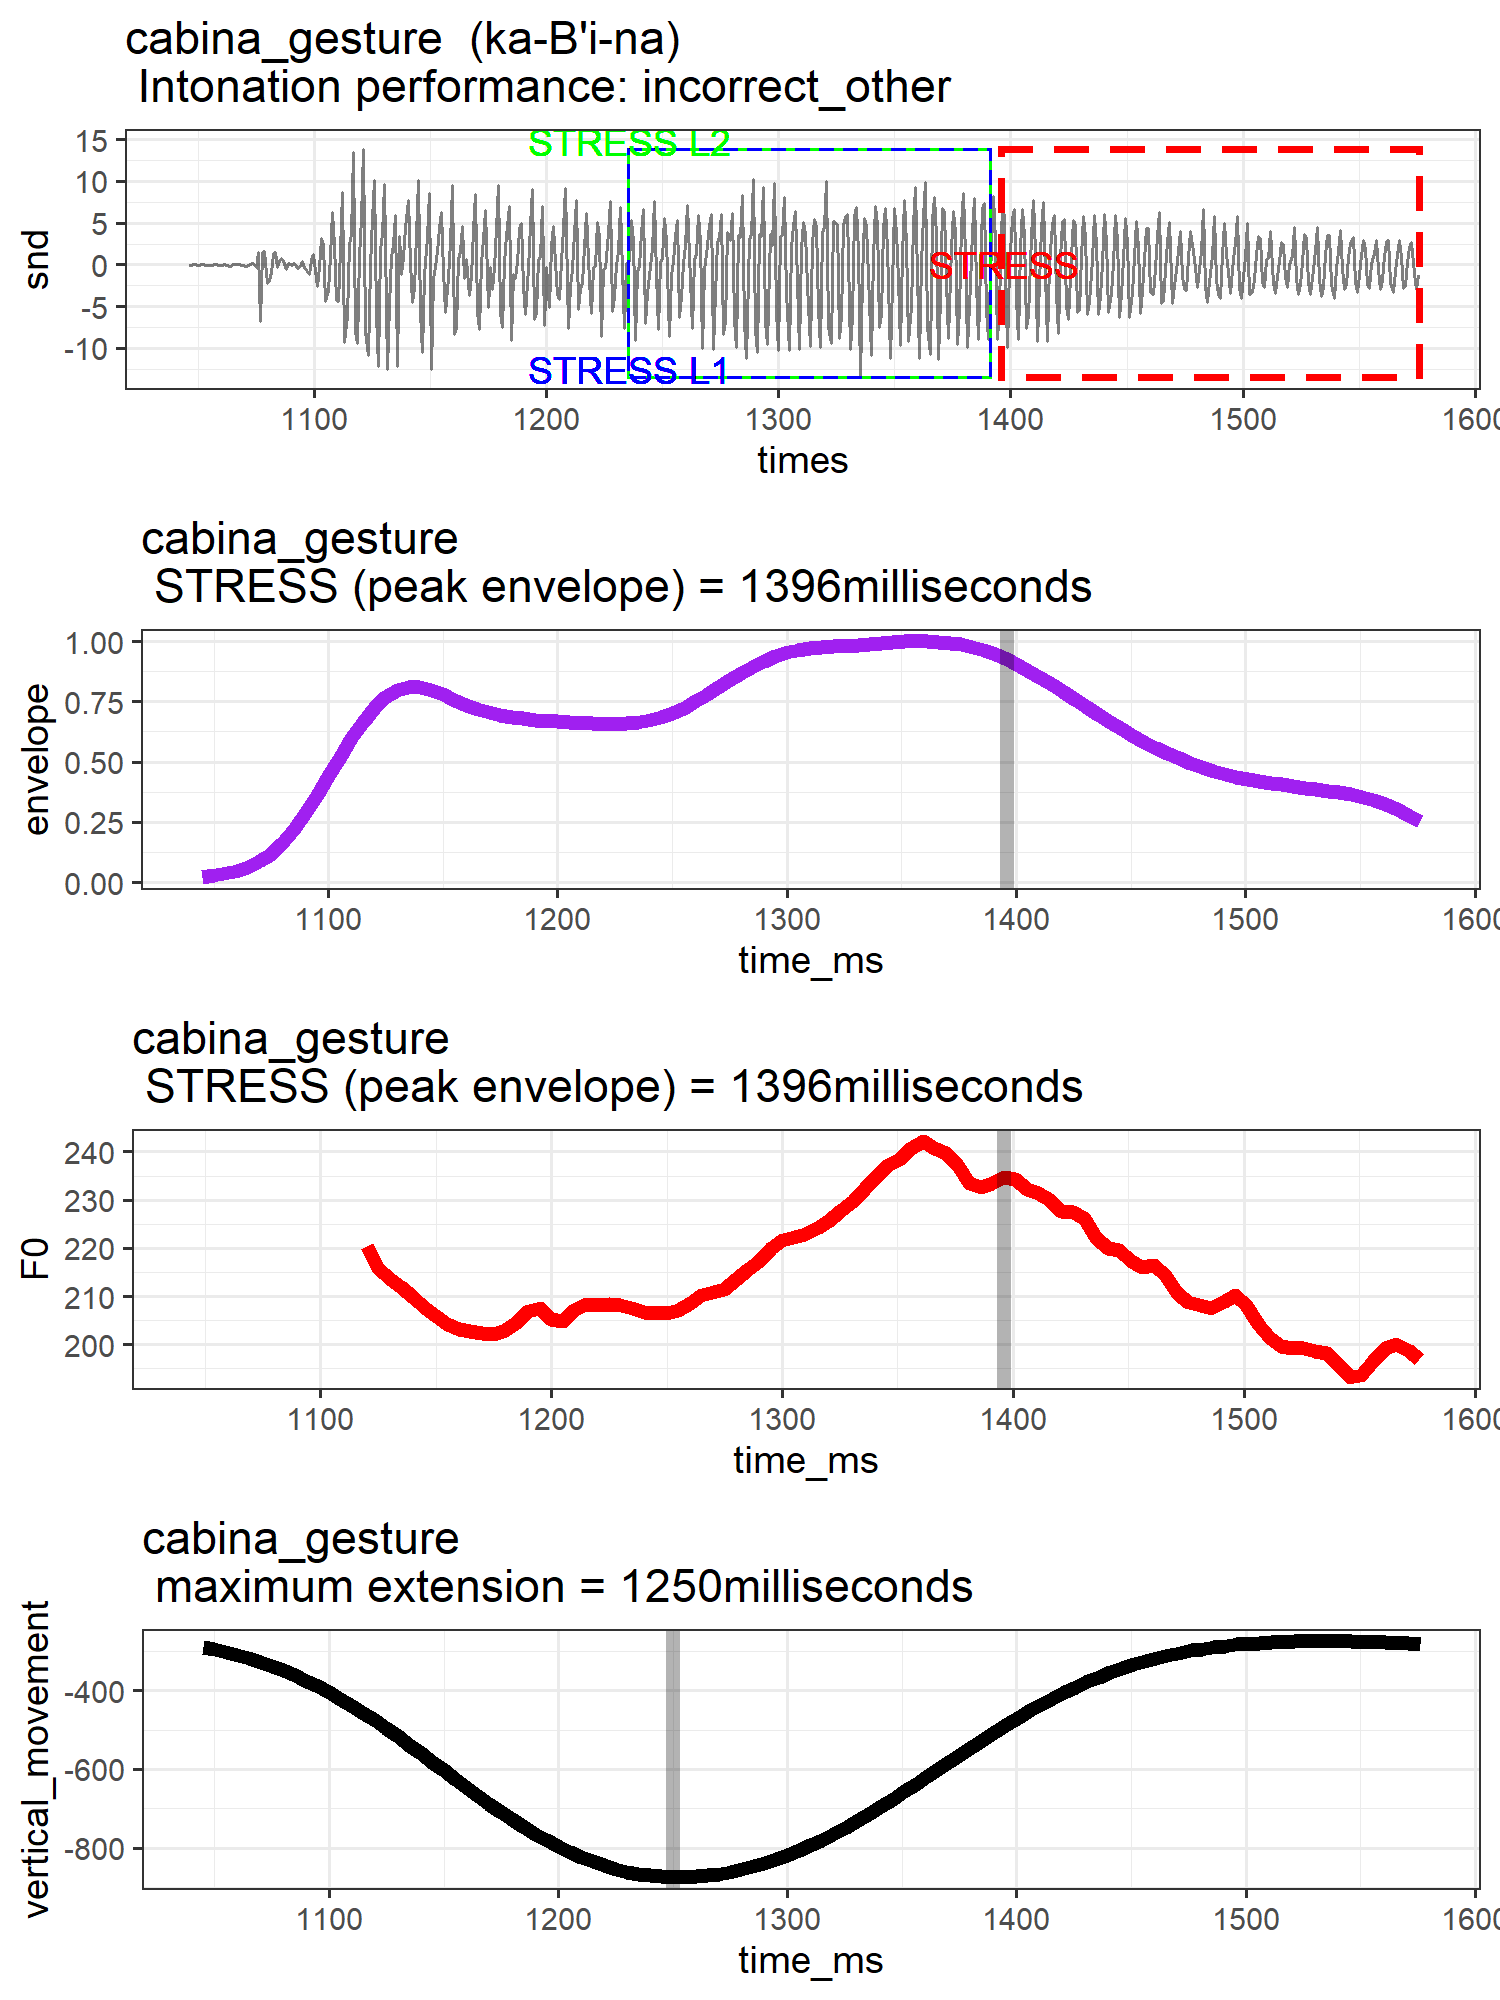 cabina_gesture  (ka-B'i-na)
Intonation performance: incorrect_other
15
10
5
0
-5
-10
snd
STRESS L2
STRESS
STRESS L1
1100 1200 1300 1400 1500 1600
times
cabina_gesture
STRESS (peak envelope) = 1396milliseconds
1.00
0.75
0.50
0.25
0.00
envelope
1100 1200 1300 1400 1500 1600
time_ms
cabina_gesture
STRESS (peak envelope) = 1396milliseconds
240
230
220
210
200
F0
1100 1200 1300 1400 1500 1600
time_ms
cabina_gesture
maximum extension = 1250milliseconds
-400
-600
-800
vertical_movement
1100 1200 1300 1400 1500 1600
time_ms